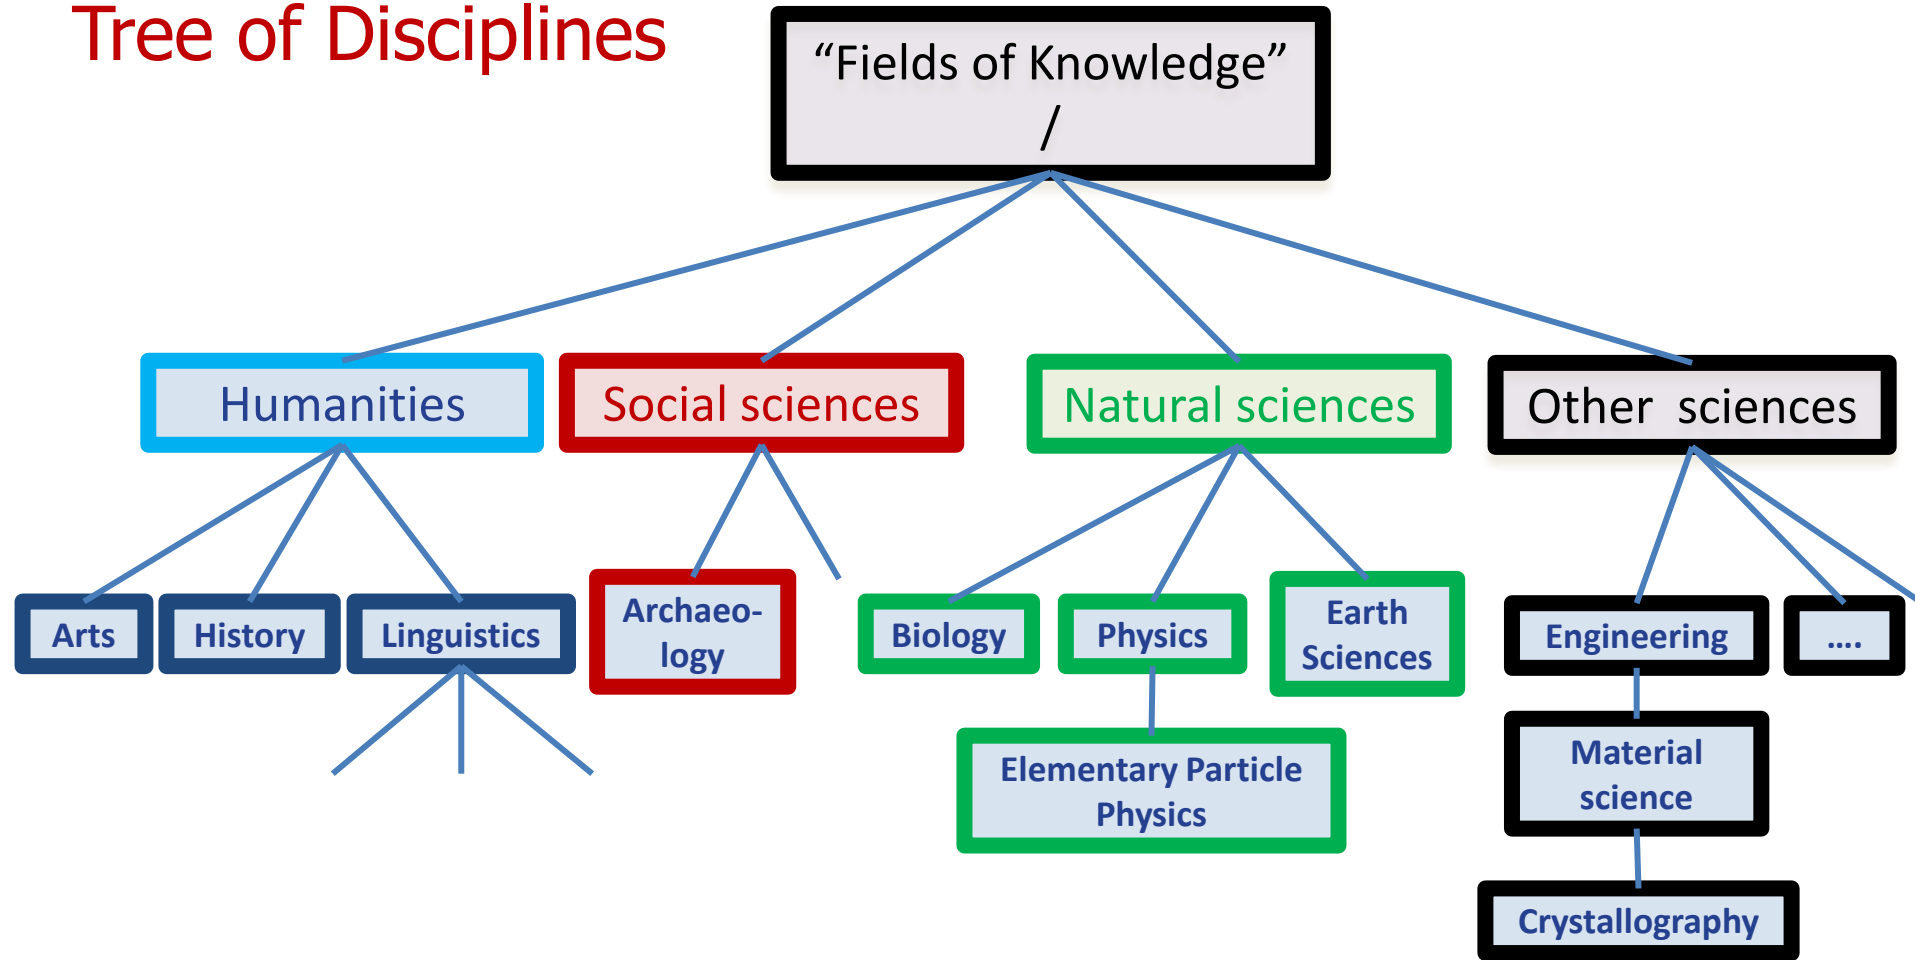 Tree of Disciplines
“Fields of Knowledge”
/
Humanities
Social sciences
Natural sciences
Other sciences
Arts
History
Linguistics
Archaeo-
logy
Biology
Physics
Earth
Sciences
Engineering
....
Elementary Particle
Physics
Material
science
Crystallography